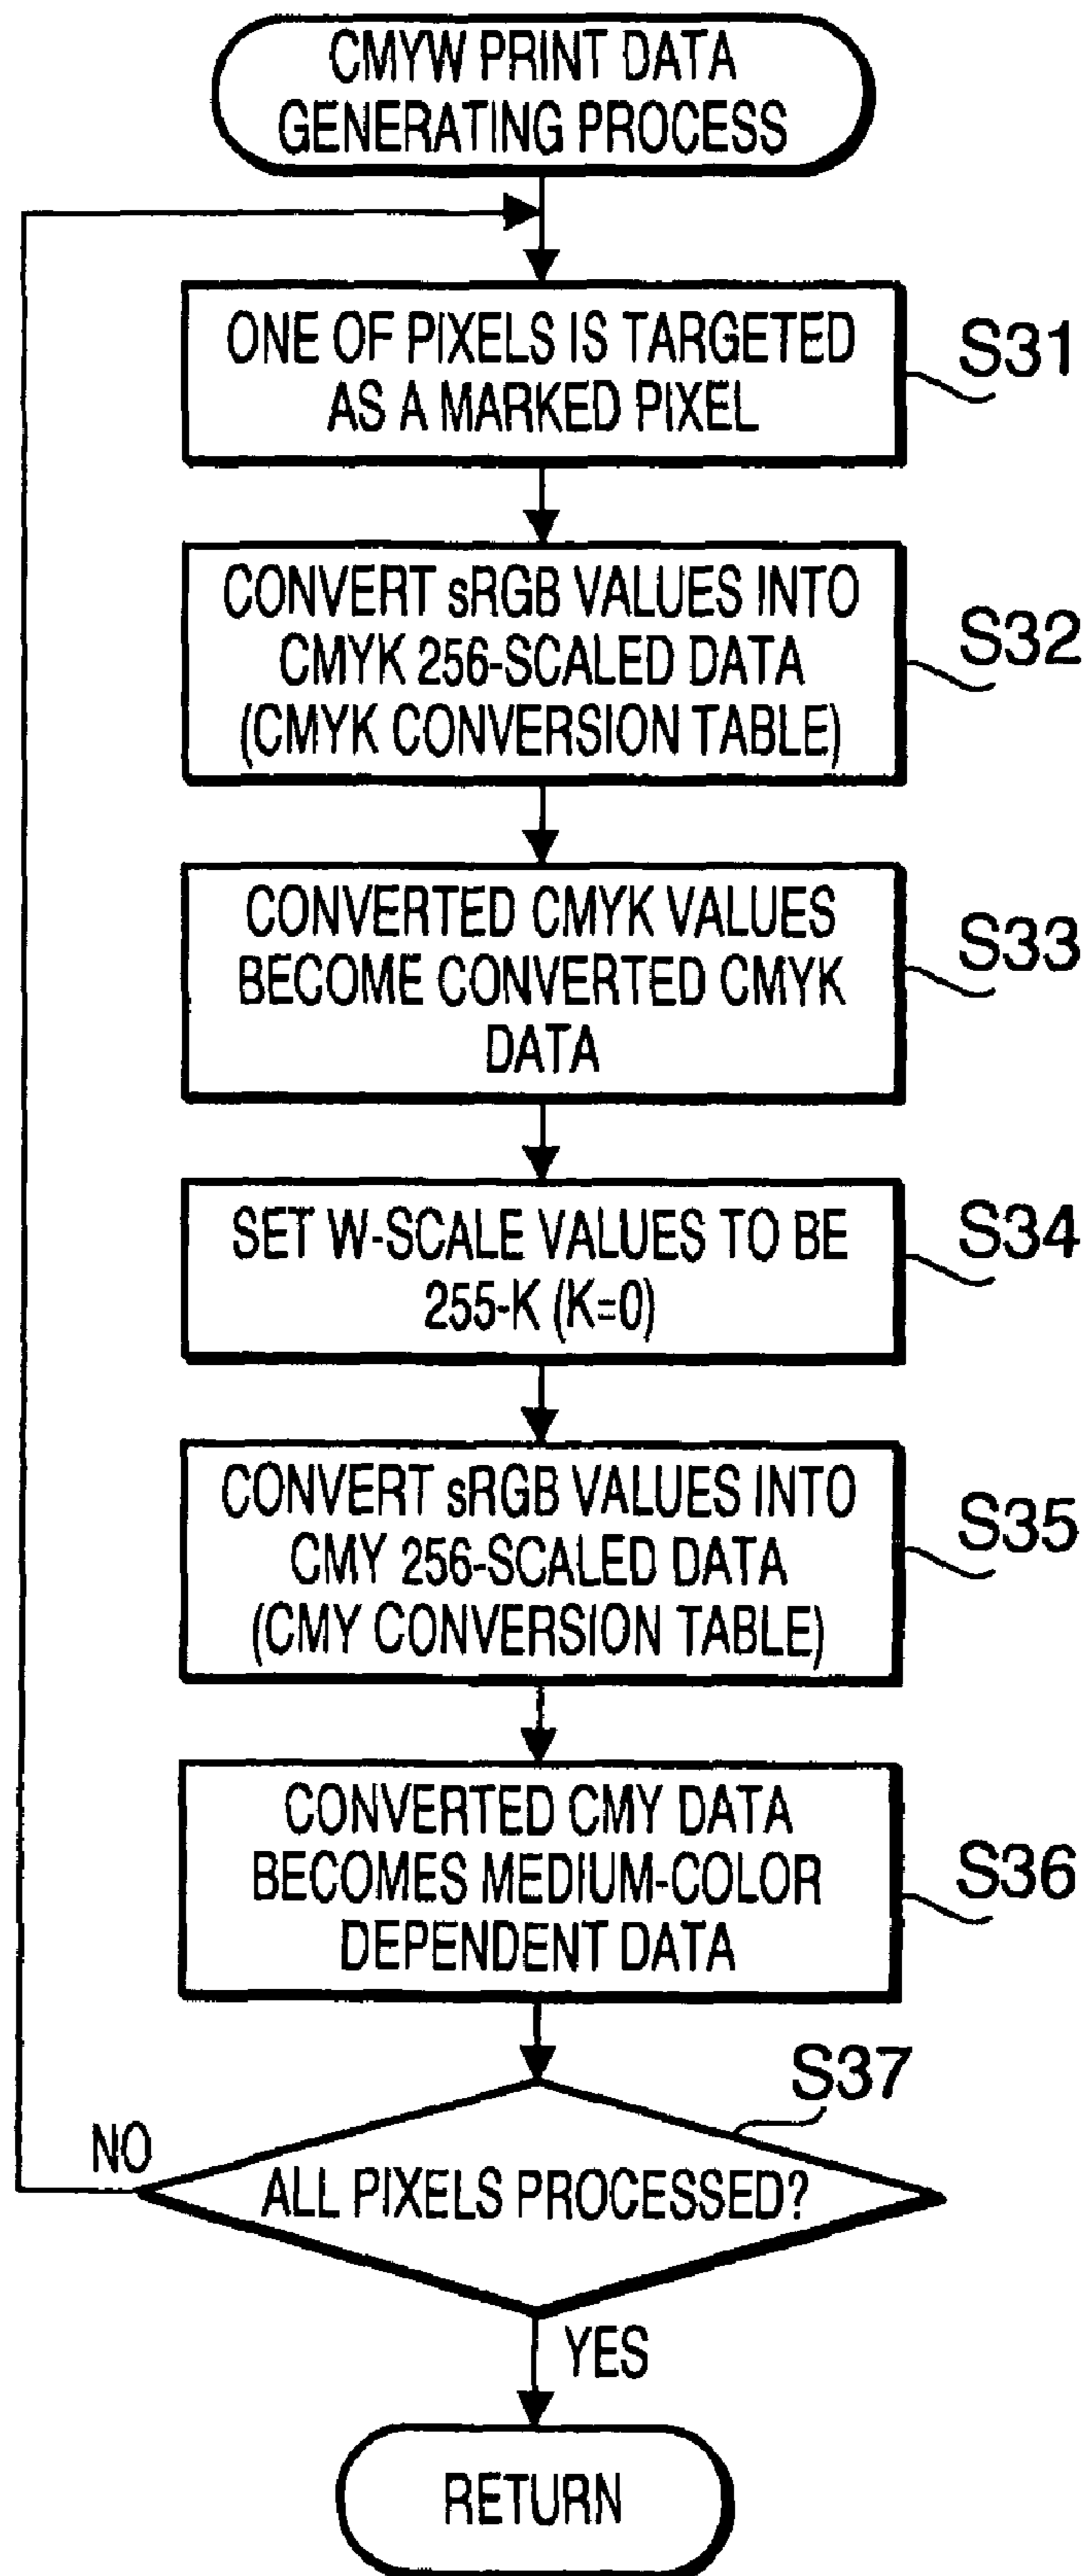 CMYW PRINT DATA
GENERATING PROCESS
ONE OF PIXELS IS TARGETED
AS A MARKED PIXEL
S31
CONVERT sRGB VALUES INTO
CMYK 256-SCALED DATA
(CMYK CONVERSION TABLE)
S32
CONVERTED CMYK VALUES
BECOME CONVERTED CMYK
DATA
S33
SET W-SCALE VALUES TO BE
255-K (K=0)
S34
CONVERT sRGB VALUES INTO
CMY 256-SCALED DATA
(CMY CONVERSION TABLE)
S35
CONVERTED CMY DATA
BECOMES MEDIUM-COLOR
DEPENDENT DATA
S36
S37
NO
ALL PIXELS PROCESSED?
YES
RETURN